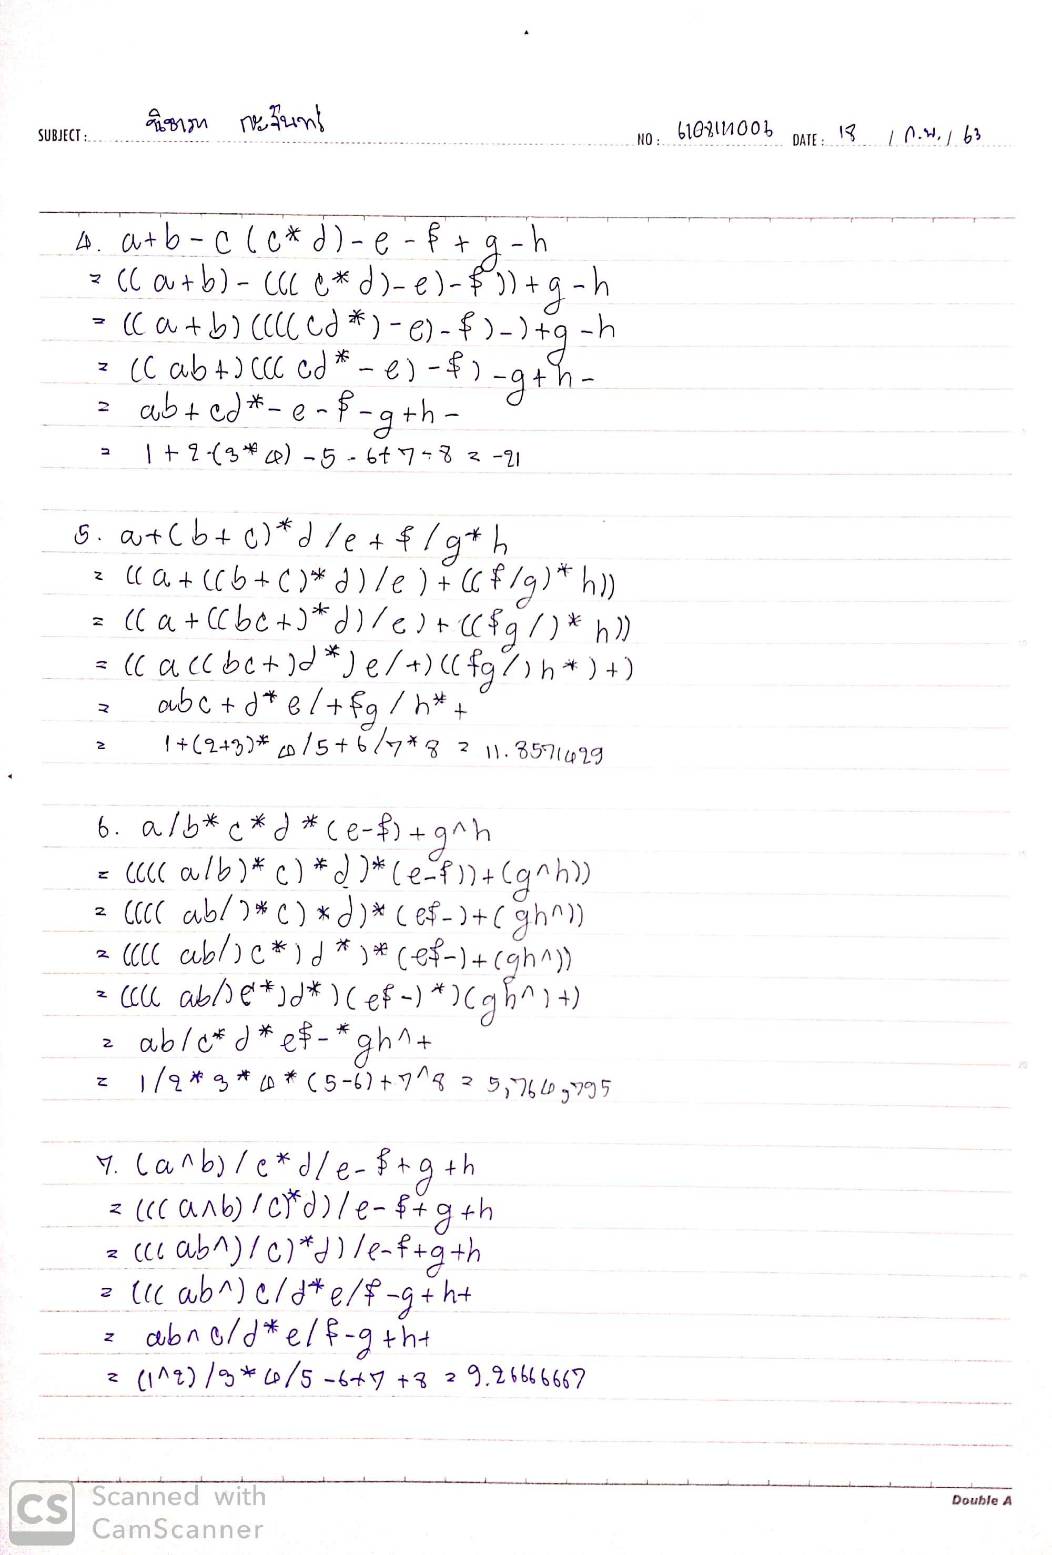 SUBJECT : ณิชาภา กะจันทร์
NO : 6108111006 DATE : 18 / ก.พ. / 63
4. a+b-c(c*d)-e-f+g-h
= ((a+b)-(((c*d)-e)-f))+g-h
= ((a+b)((((cd*)-e)-f)-)+g-h
= ((ab+)(((cd*-e)-f)-g+h-
= ab+cd*-e-f-g+h-
= 1+2-(3*4)-5-6+7-8 = -21
5. a+(b+c)*d/e+f/g*h
= ((a+((b+c)*d)/e)+((f/g)*h))
= ((a+((bc+)*d)/e)+((fg/)*h))
= ((a((bc+)d*)e/+)((fg/)h*)+)
= abc+d*e/+fg/h*+
= 1+(2+3)*4/5+6/7*8 = 11.8571429
6. a/b*c*d*(e-f)+g^h
= ((((a/b)*c)*d)*(e-f))+(g^h))
= ((((ab/)*c)*d)*(ef-)+(gh^))
= ((((ab/)c*)d*)*(ef-)+(gh^))
= ((((ab/)c*)d*)(ef-)*)(gh^)+)
= ab/c*d*ef-*gh^+
= 1/2*3*4*(5-6)+7^8 = 5,764,795
7. (a^b)/c*d/e-f+g+h
= (((a^b)/c)*d)/e-f+g+h
= (((ab^)/c)*d)/e-f+g+h
= (((ab^)c/d*e/f-g+h+
= ab^c/d*e/f-g+h+
= (1^2)/3*4/5-6+7+8 = 9.26666667
Double A
CS Scanned with
CamScanner